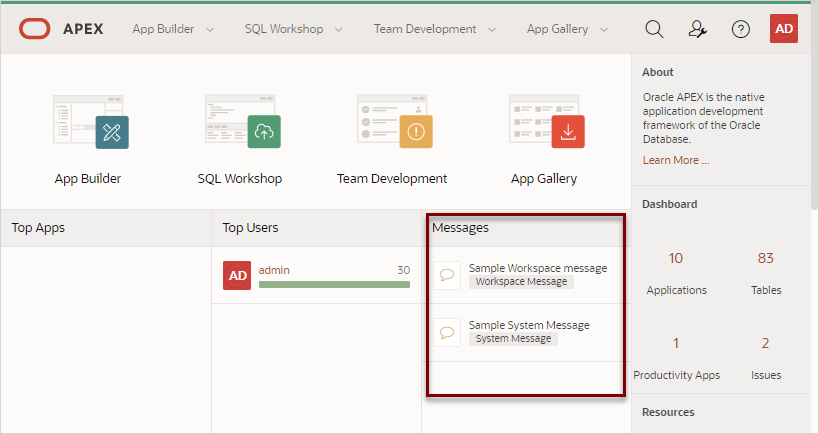 APEX App Builder SQL Workshop Team Development App Gallery AD
App Builder SQL Workshop Team Development App Gallery
Top Apps
Top Users
AD admin 30
Messages
Sample Workspace message
Workspace Message
Sample System Message
System Message
About
Oracle APEX is the native
application development
framework of the Oracle
Database.
Learn More ...
Dashboard
10 83
Applications Tables
1 2
Productivity Apps Issues
Resources